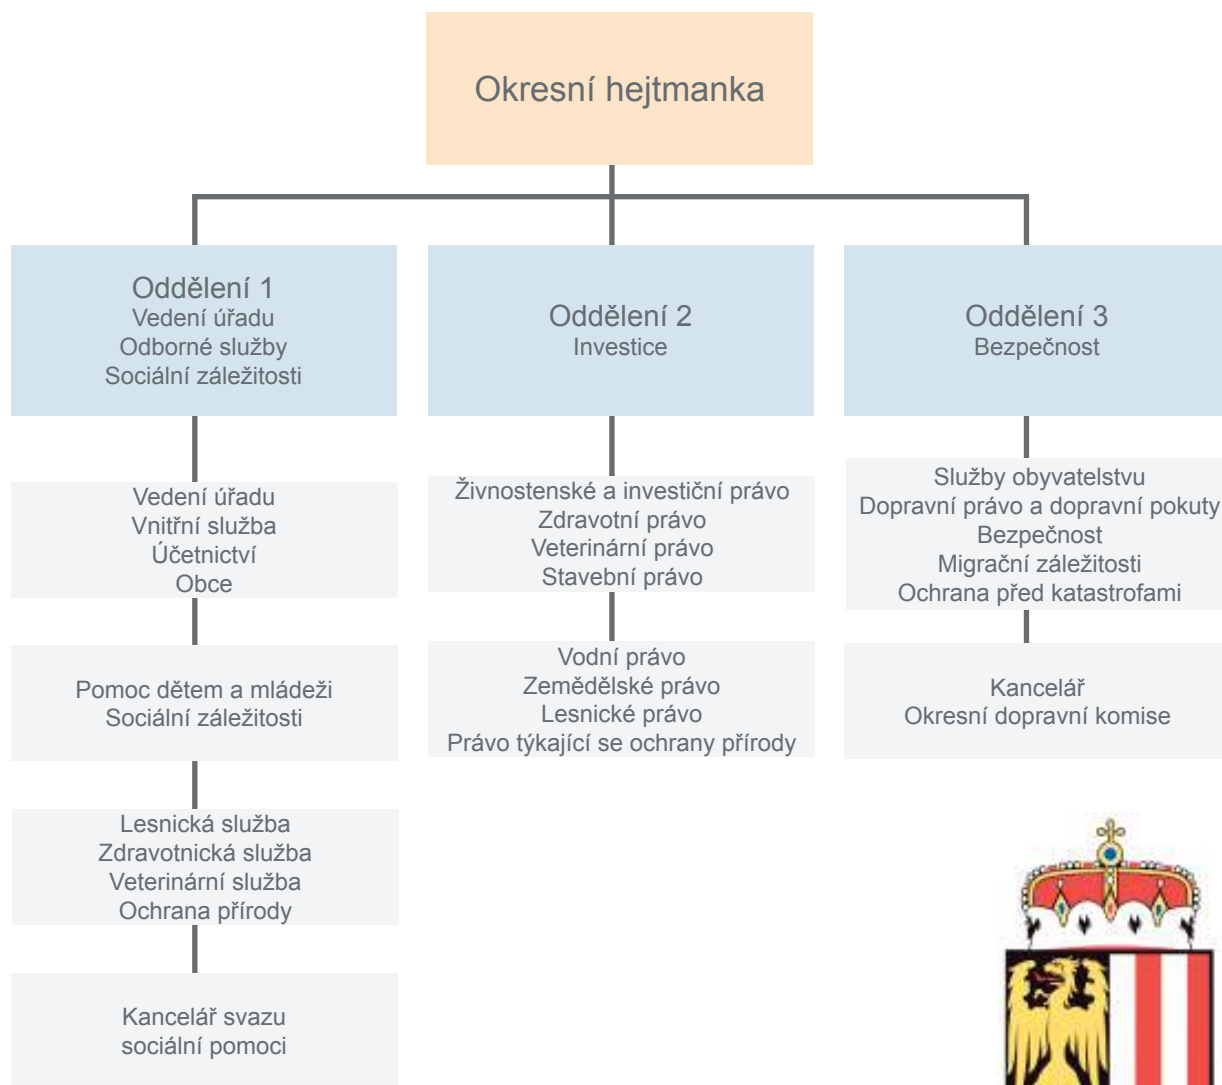 Okresní hejtmanka
Oddělení 1
Vedení úřadu
Odborné služby
Sociální záležitosti
Vedení úřadu
Vnitřní služba
Účetnictví
Obce
Pomoc dětem a mládeži
Sociální záležitosti
Lesnická služba
Zdravotnická služba
Veterinární služba
Ochrana přírody
Kancelář svazu
sociální pomoci
Oddělení 2
Investice
Živnostenské a investiční právo
Zdravotní právo
Veterinární právo
Stavební právo
Vodní právo
Zemědělské právo
Lesnické právo
Právo týkající se ochrany přírody
Oddělení 3
Bezpečnost
Služby obyvatelstvu
Dopravní právo a dopravní pokuty
Bezpečnost
Migrační záležitosti
Ochrana před katastrofami
Kancelář
Okresní dopravní komise